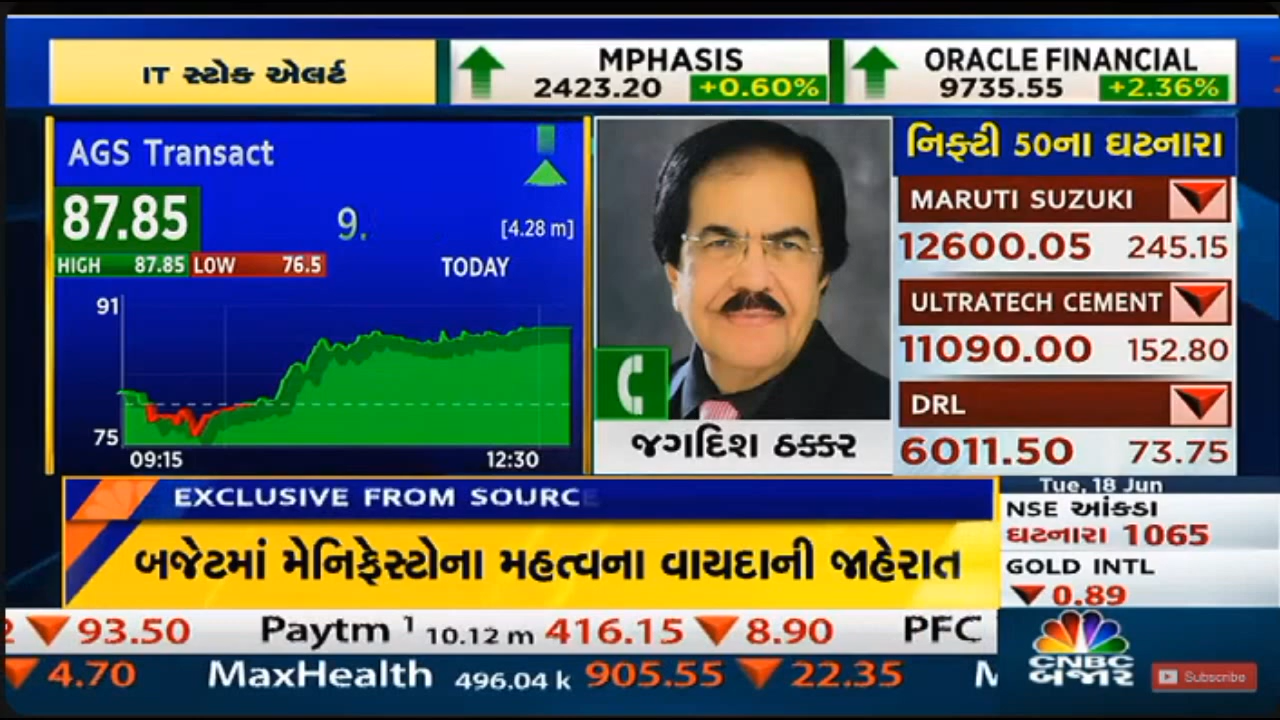 IT સ્ટોક એલર્ટ
MPHASIS
2423.20 +0.60%
ORACLE FINANCIAL
9735.55 +2.36%
AGS Transact
87.85 9. [4.28 m]
HIGH 87.85 LOW 76.5 TODAY
91
75
09:15 12:30
જગદિશ ઠક્કર
નિફ્ટી 50ના ઘટનારા
MARUTI SUZUKI
12600.05 245.15
ULTRATECH CEMENT
11090.00 152.80
DRL
6011.50 73.75
EXCLUSIVE FROM SOURCE
બજેટમાં મેનિફેસ્ટોના મહત્વના વાયદાની જાહેરાત
Tue, 18 Jun
NSE આંકડા
ઘટનારા 1065
GOLD INTL
0.89
93.50 Paytm 1 10.12 m 416.15 8.90 PFC
4.70 MaxHealth 496.04 k 905.55 22.35
CNBC
બજાર
Subscribe